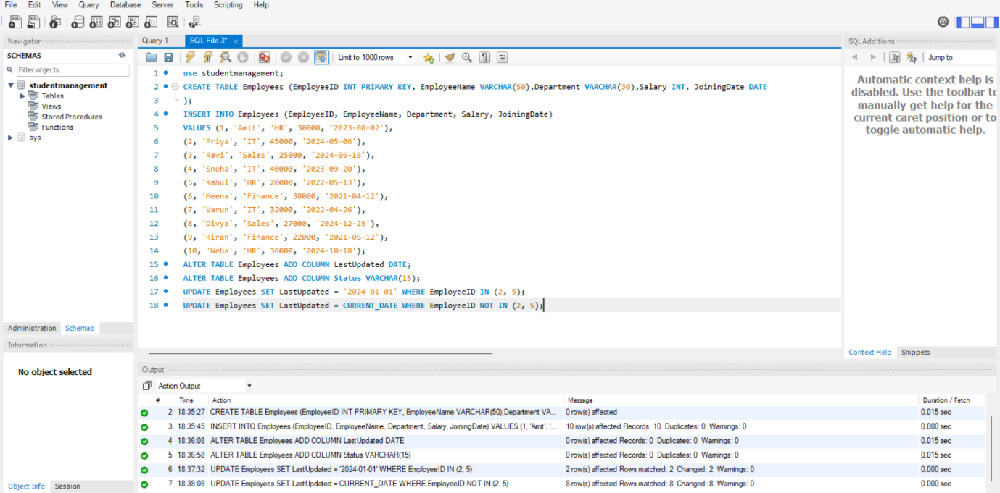 File Edit View Query Database Server Tools Scripting Help
Navigator
SCHEMAS
Filter objects
studentmanagement
Tables
Views
Stored Procedures
Functions
sys
Administration Schemas
Information
No object selected
Object Info Session
Query 1 SQL File 3* ×
Limit to 1000 rows
1 use studentmanagement;
2 CREATE TABLE Employees (EmployeeID INT PRIMARY KEY, EmployeeName VARCHAR(50),Department VARCHAR(30),Salary INT, JoiningDate DATE
3 );
4 INSERT INTO Employees (EmployeeID, EmployeeName, Department, Salary, JoiningDate)
5 VALUES (1, 'Amit', 'HR', 30000, '2023-08-02'),
6 (2, 'Priya', 'IT', 45000, '2024-05-06'),
7 (3, 'Ravi', 'Sales', 25000, '2024-06-18'),
8 (4, 'Sneha', 'IT', 40000, '2023-09-20'),
9 (5, 'Rahul', 'HR', 20000, '2022-05-13'),
10 (6, 'Meena', 'Finance', 38000, '2021-04-12'),
11 (7, 'Varun', 'IT', 32000, '2022-04-26'),
12 (8, 'Divya', 'Sales', 27000, '2024-12-25'),
13 (9, 'Kiran', 'Finance', 22000, '2021-06-12'),
14 (10, 'Neha', 'HR', 36000, '2024-10-18');
15 ALTER TABLE Employees ADD COLUMN LastUpdated DATE;
16 ALTER TABLE Employees ADD COLUMN Status VARCHAR(15);
17 UPDATE Employees SET LastUpdated = '2024-01-01' WHERE EmployeeID IN (2, 5);
18 UPDATE Employees SET LastUpdated = CURRENT_DATE WHERE EmployeeID NOT IN (2, 5);
SQLAdditions
Jump to
Automatic context help is
disabled. Use the toolbar to
manually get help for the
current caret position or to
toggle automatic help.
Context Help Snippets
Output
Action Output
# Time Action Message Duration / Fetch
2 18:35:27 CREATE TABLE Employees (EmployeeID INT PRIMARY KEY, EmployeeName VARCHAR(50),Department VA... 0 row(s) affected 0.015 sec
3 18:35:45 INSERT INTO Employees (EmployeeID, EmployeeName, Department, Salary, JoiningDate) VALUES (1, 'Amit', '... 10 row(s) affected Records: 10 Duplicates: 0 Warnings: 0 0.000 sec
4 18:36:08 ALTER TABLE Employees ADD COLUMN LastUpdated DATE 0 row(s) affected Records: 0 Duplicates: 0 Warnings: 0 0.015 sec
5 18:36:58 ALTER TABLE Employees ADD COLUMN Status VARCHAR(15) 0 row(s) affected Records: 0 Duplicates: 0 Warnings: 0 0.015 sec
6 18:37:32 UPDATE Employees SET LastUpdated = '2024-01-01' WHERE EmployeeID IN (2, 5) 2 row(s) affected Rows matched: 2 Changed: 2 Warnings: 0 0.000 sec
7 18:38:08 UPDATE Employees SET LastUpdated = CURRENT_DATE WHERE EmployeeID NOT IN (2, 5) 8 row(s) affected Rows matched: 8 Changed: 8 Warnings: 0 0.000 sec